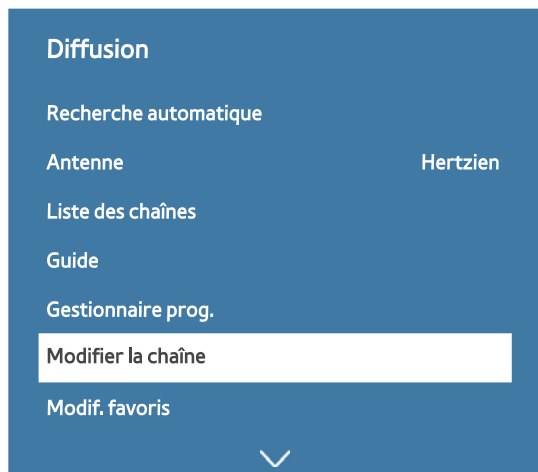 Diffusion
Recherche automatique
Antenne Hertzien
Liste des chaînes
Guide
Gestionnaire prog.
Modifier la chaîne
Modif. favoris